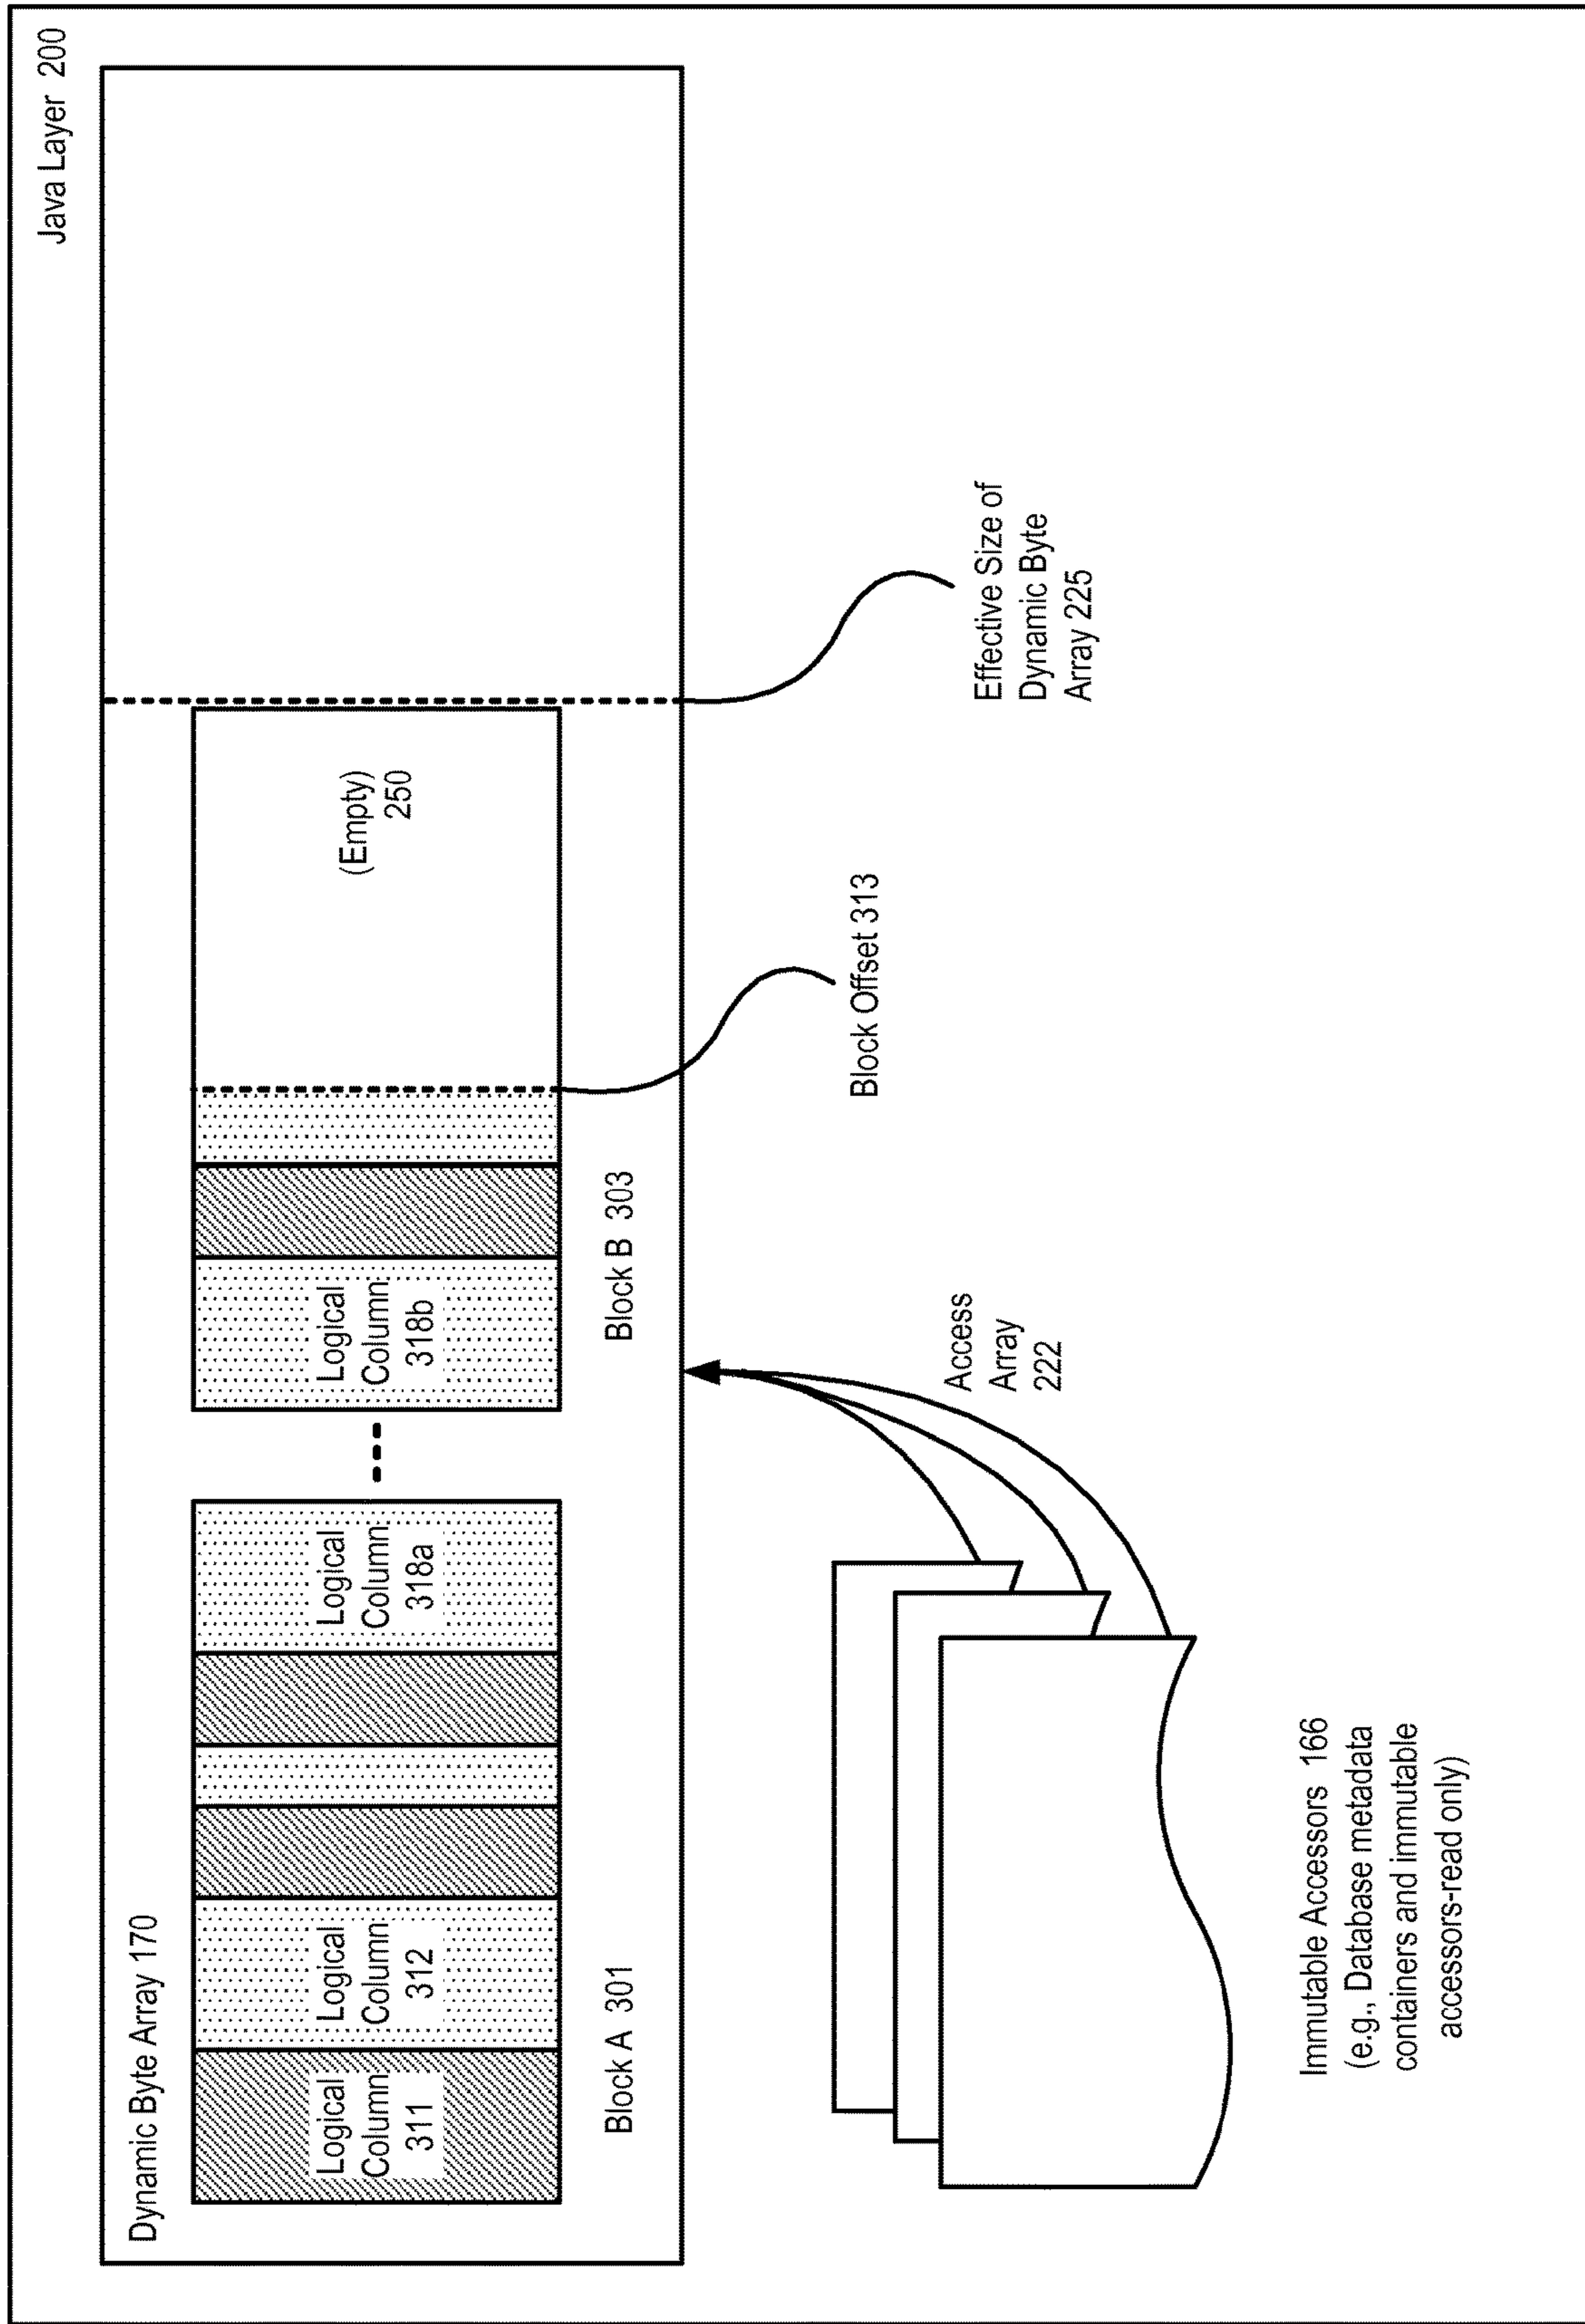 Java Layer 200
Dynamic Byte Array 170
Logical
Column
311
Logical
Column
312
Logical
Column
318a
Logical
Column
318b
(Empty)
250
Block A 301
Block B 303
Block Offset 313
Effective Size of
Dynamic Byte
Array 225
Access
Array
222
Immutable Accessors 166
(e.g., Database metadata
containers and immutable
accessors-read only)